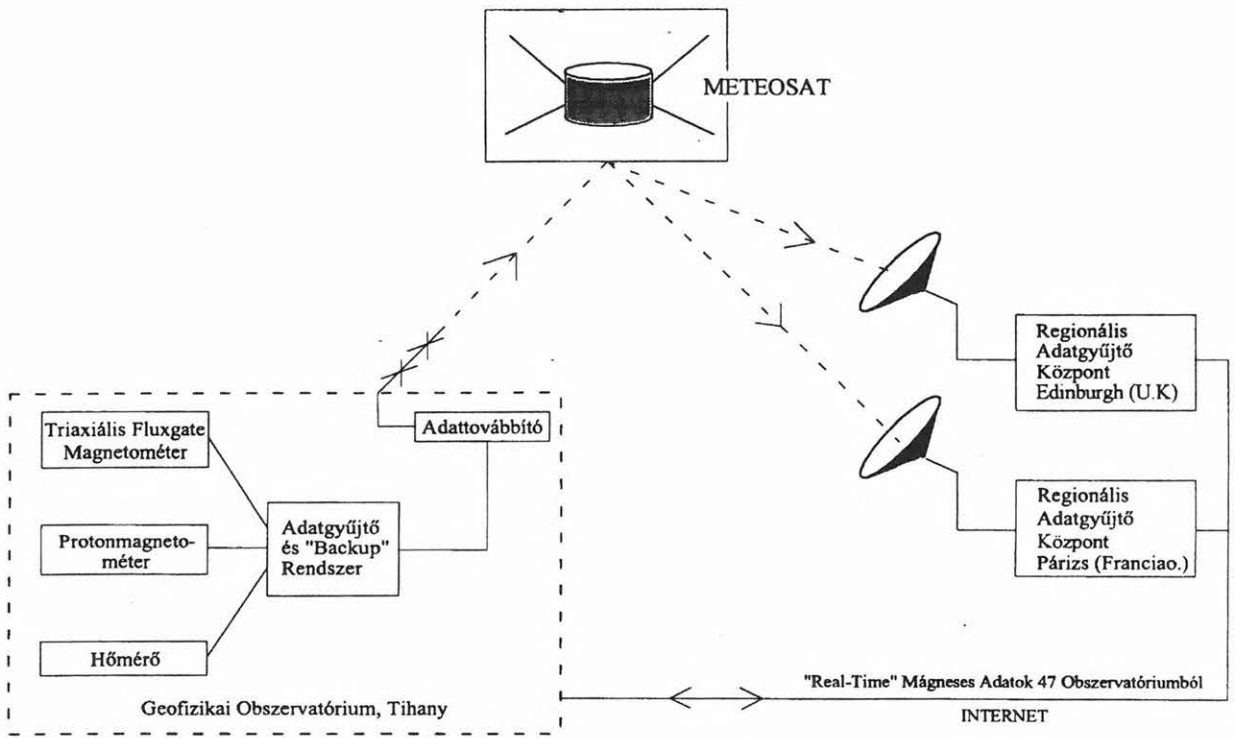 METEOSAT
Regionális
Adatgyűjtő
Központ
Edinburgh (U.K)
Adattovábbító
Triaxiális Fluxgate
Magnetométer
Adatgyűjtő
és "Backup"
Rendszer
Protonmagneto-
méter
Regionális
Adatgyűjtő
Központ
Párizs (Franciao.)
Hőmérő
Geofizikai Obszervatórium, Tihany
"Real-Time" Mágneses Adatok 47 Obszervatóriumból
INTERNET